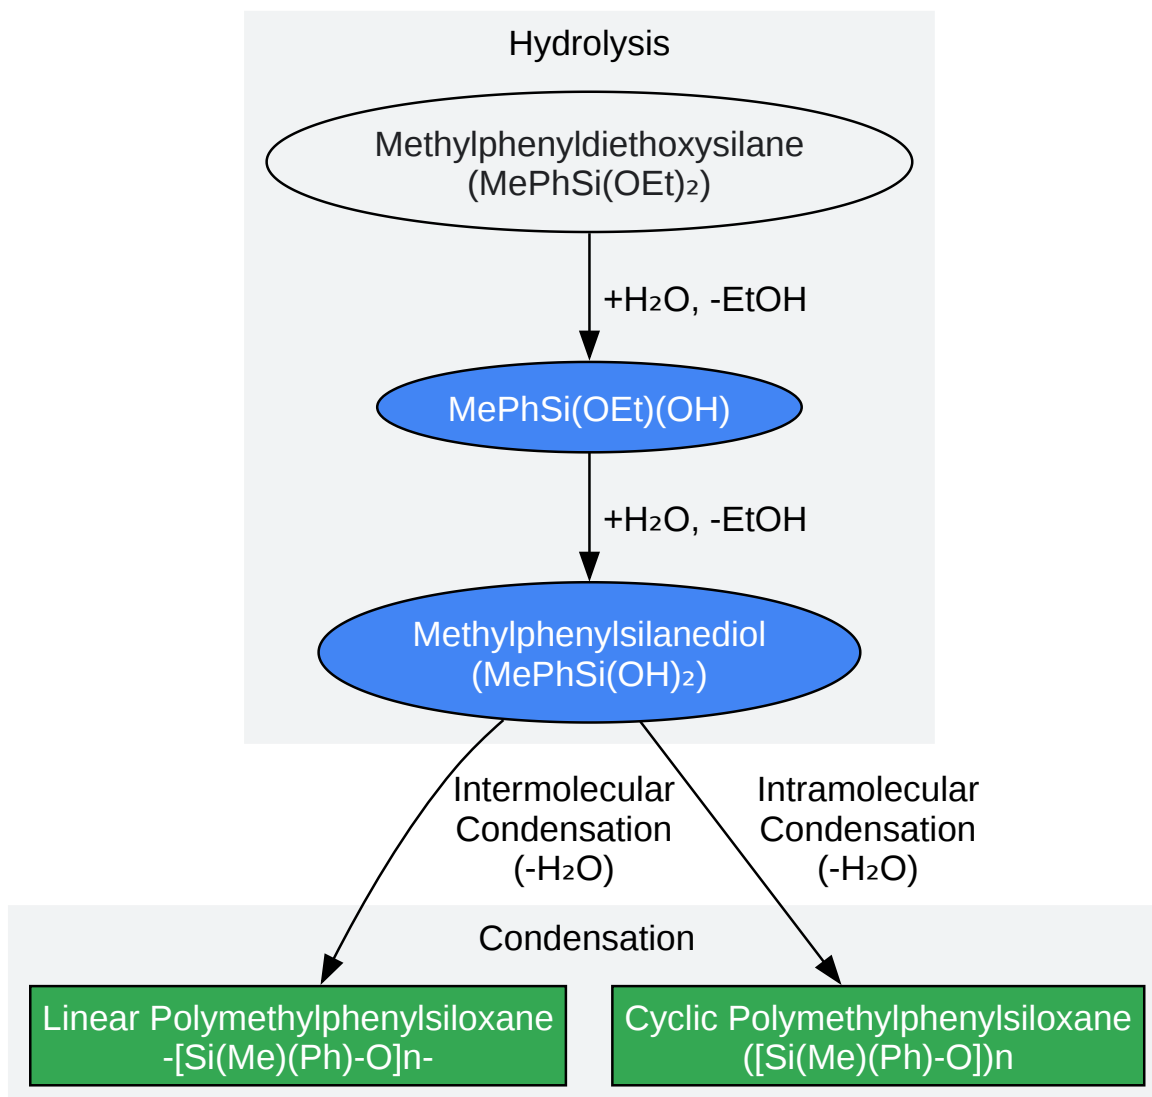 Hydrolysis
Methylphenyldiethoxysilane
(MePhSi(OEt)₂)
+H₂O, -EtOH
MePhSi(OEt)(OH)
+H₂O, -EtOH
Methylphenylsilanediol
(MePhSi(OH)₂)
Intermolecular
Condensation
(-H₂O)
Intramolecular
Condensation
(-H₂O)
Condensation
Linear Polymethylphenylsiloxane
-[Si(Me)(Ph)-O]n-
Cyclic Polymethylphenylsiloxane
([Si(Me)(Ph)-O])n